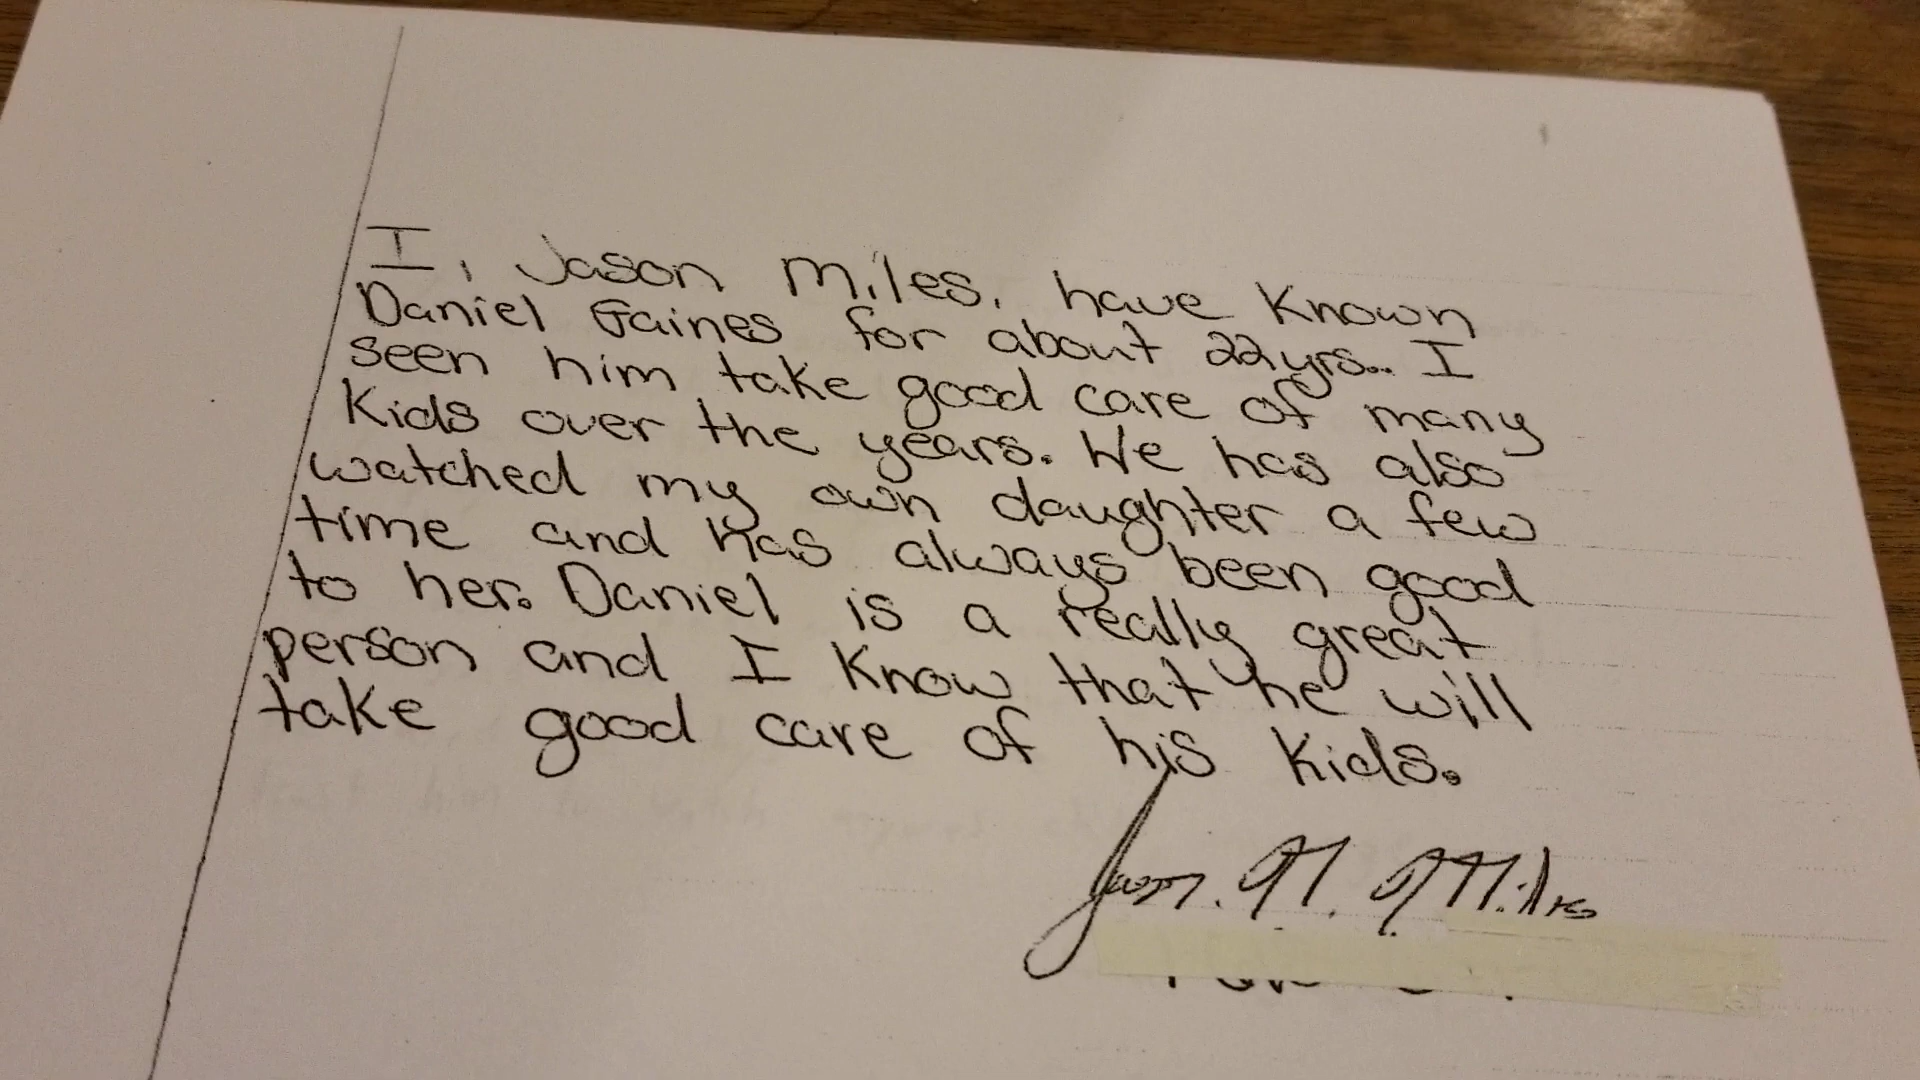 I, Jason Miles, have Known
Daniel Gaines for about 22yrs... I
seen him take good care of many
Kids over the years. He has also
watched my own daughter a few
time and has always been good
to her. Daniel is a really great
person and I Know that he will
take good care of his Kids.
Jason. M. Miles